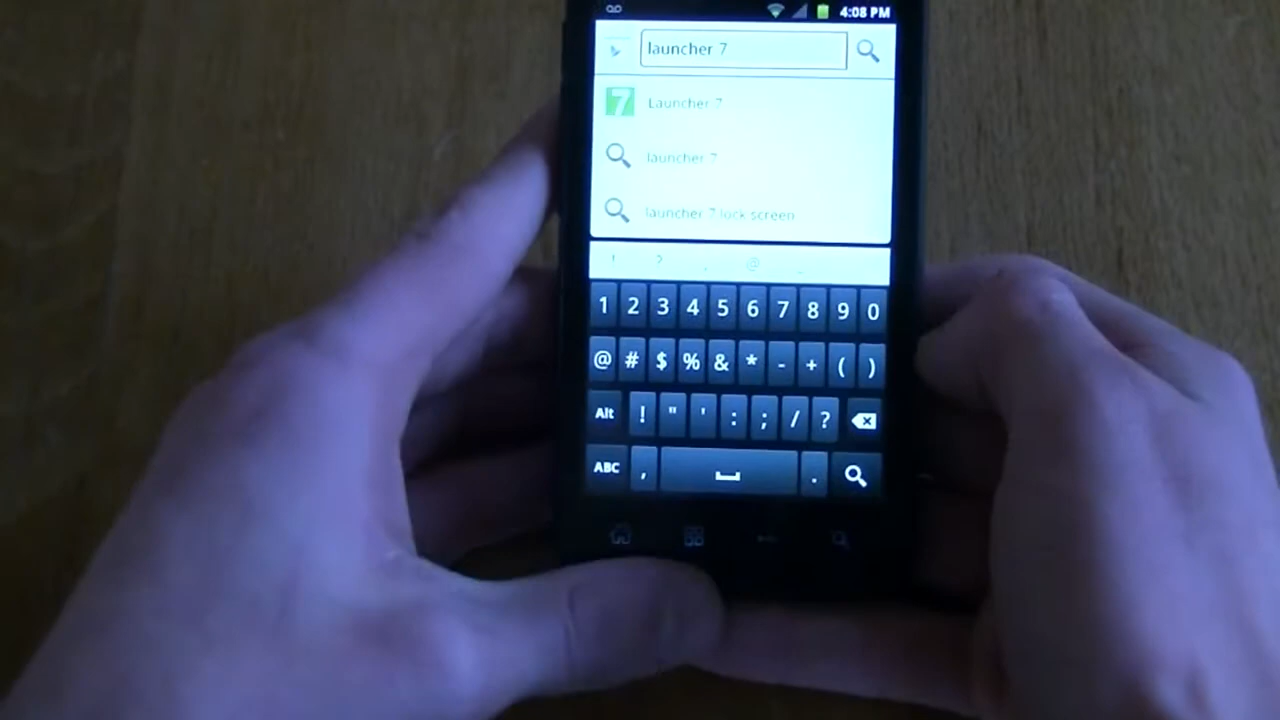 4:08 PM
launcher 7
7 Launcher 7
launcher 7
launcher 7 lock screen
! ? , @ _
1 2 3 4 5 6 7 8 9 0
@ # $ % & * - + ( )
Alt ! " ' : ; / ?
ABC , .